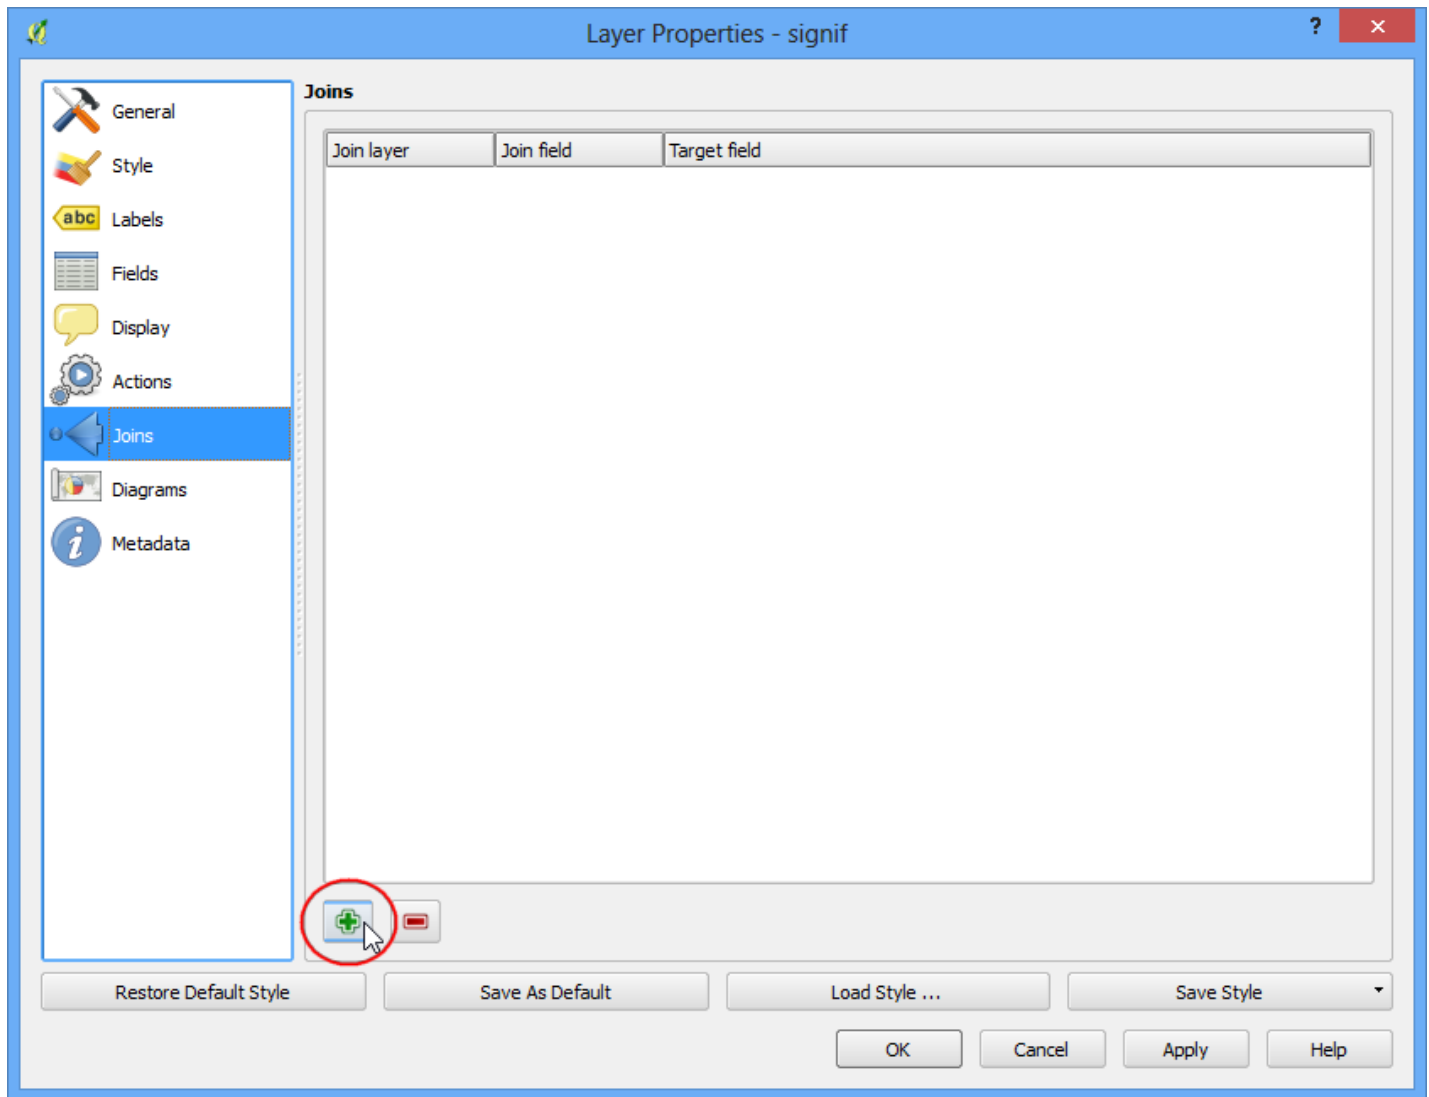 Layer Properties - signif
?
General
Style
abc Labels
Fields
Display
Actions
Joins
Diagrams
i Metadata
Joins
Join layer Join field Target field
Restore Default Style Save As Default Load Style ... Save Style
OK Cancel Apply Help